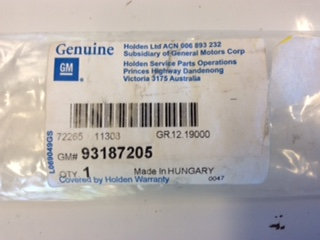 Genuine
GM
Holden Ltd ACN 006 893 232
Subsidiary of General Motors Corp
Holden Service Parts Operations
Princes Highway Dandenong
Victoria 3175 Australia
L069049GS
72265 11303 GR.12.19000
GM# 93187205
QTY 1 Made In HUNGARY
Covered by Holden Warranty 0047